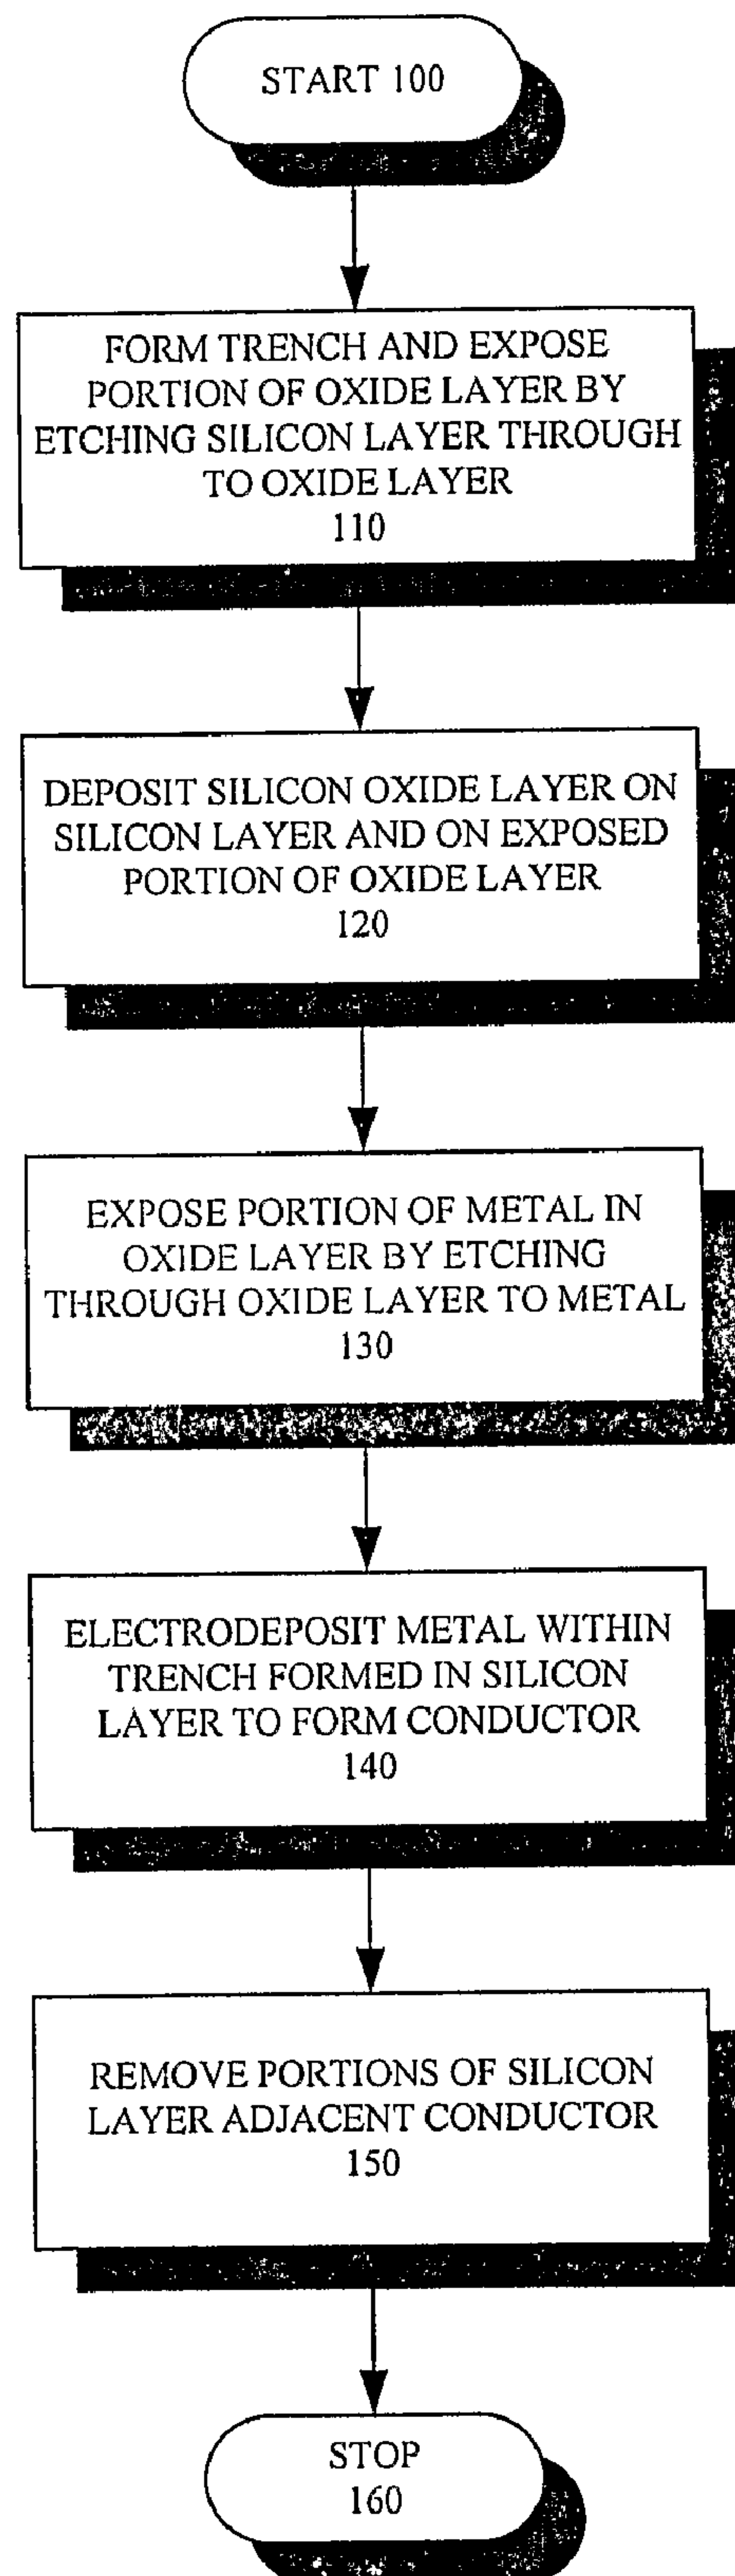 START 100
FORM TRENCH AND EXPOSE
PORTION OF OXIDE LAYER BY
ETCHING SILICON LAYER THROUGH
TO OXIDE LAYER
110
DEPOSIT SILICON OXIDE LAYER ON
SILICON LAYER AND ON EXPOSED
PORTION OF OXIDE LAYER
120
EXPOSE PORTION OF METAL IN
OXIDE LAYER BY ETCHING
THROUGH OXIDE LAYER TO METAL
130
ELECTRODEPOSIT METAL WITHIN
TRENCH FORMED IN SILICON
LAYER TO FORM CONDUCTOR
140
REMOVE PORTIONS OF SILICON
LAYER ADJACENT CONDUCTOR
150
STOP
160